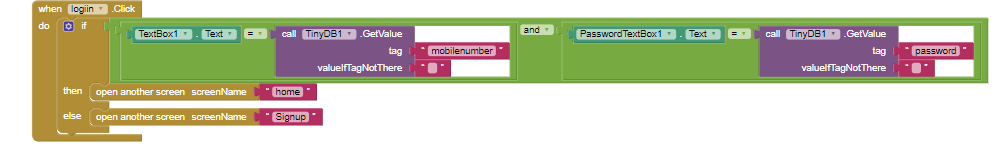 when logiin .Click
do if TextBox1 . Text = call TinyDB1 .GetValue and PasswordTextBox1 . Text = call TinyDB1 .GetValue
tag " mobilenumber " tag " password "
valueIfTagNotThere " " valueIfTagNotThere " "
then open another screen screenName " home "
else open another screen screenName " Signup "